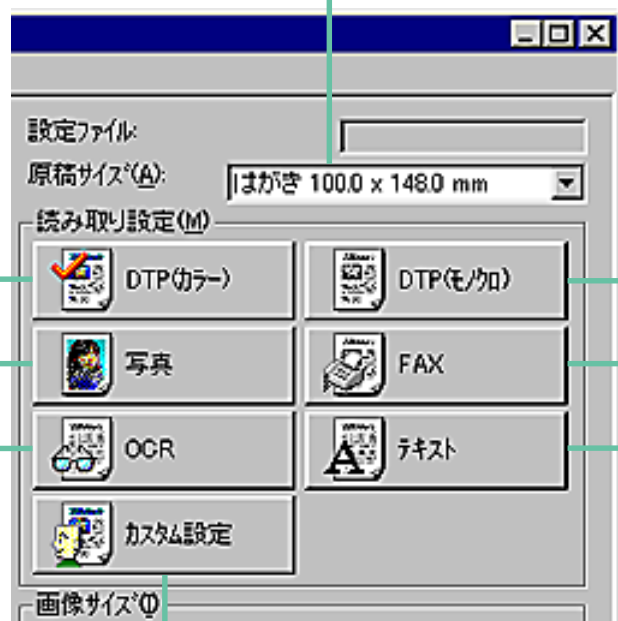 設定ファイル:
原稿サイズ(A): はがき 100.0 x 148.0 mm
読み取り設定(M)
DTP(カラー) DTP(モノクロ)
写真 FAX
OCR テキスト
カスタム設定
画像サイズ(I)